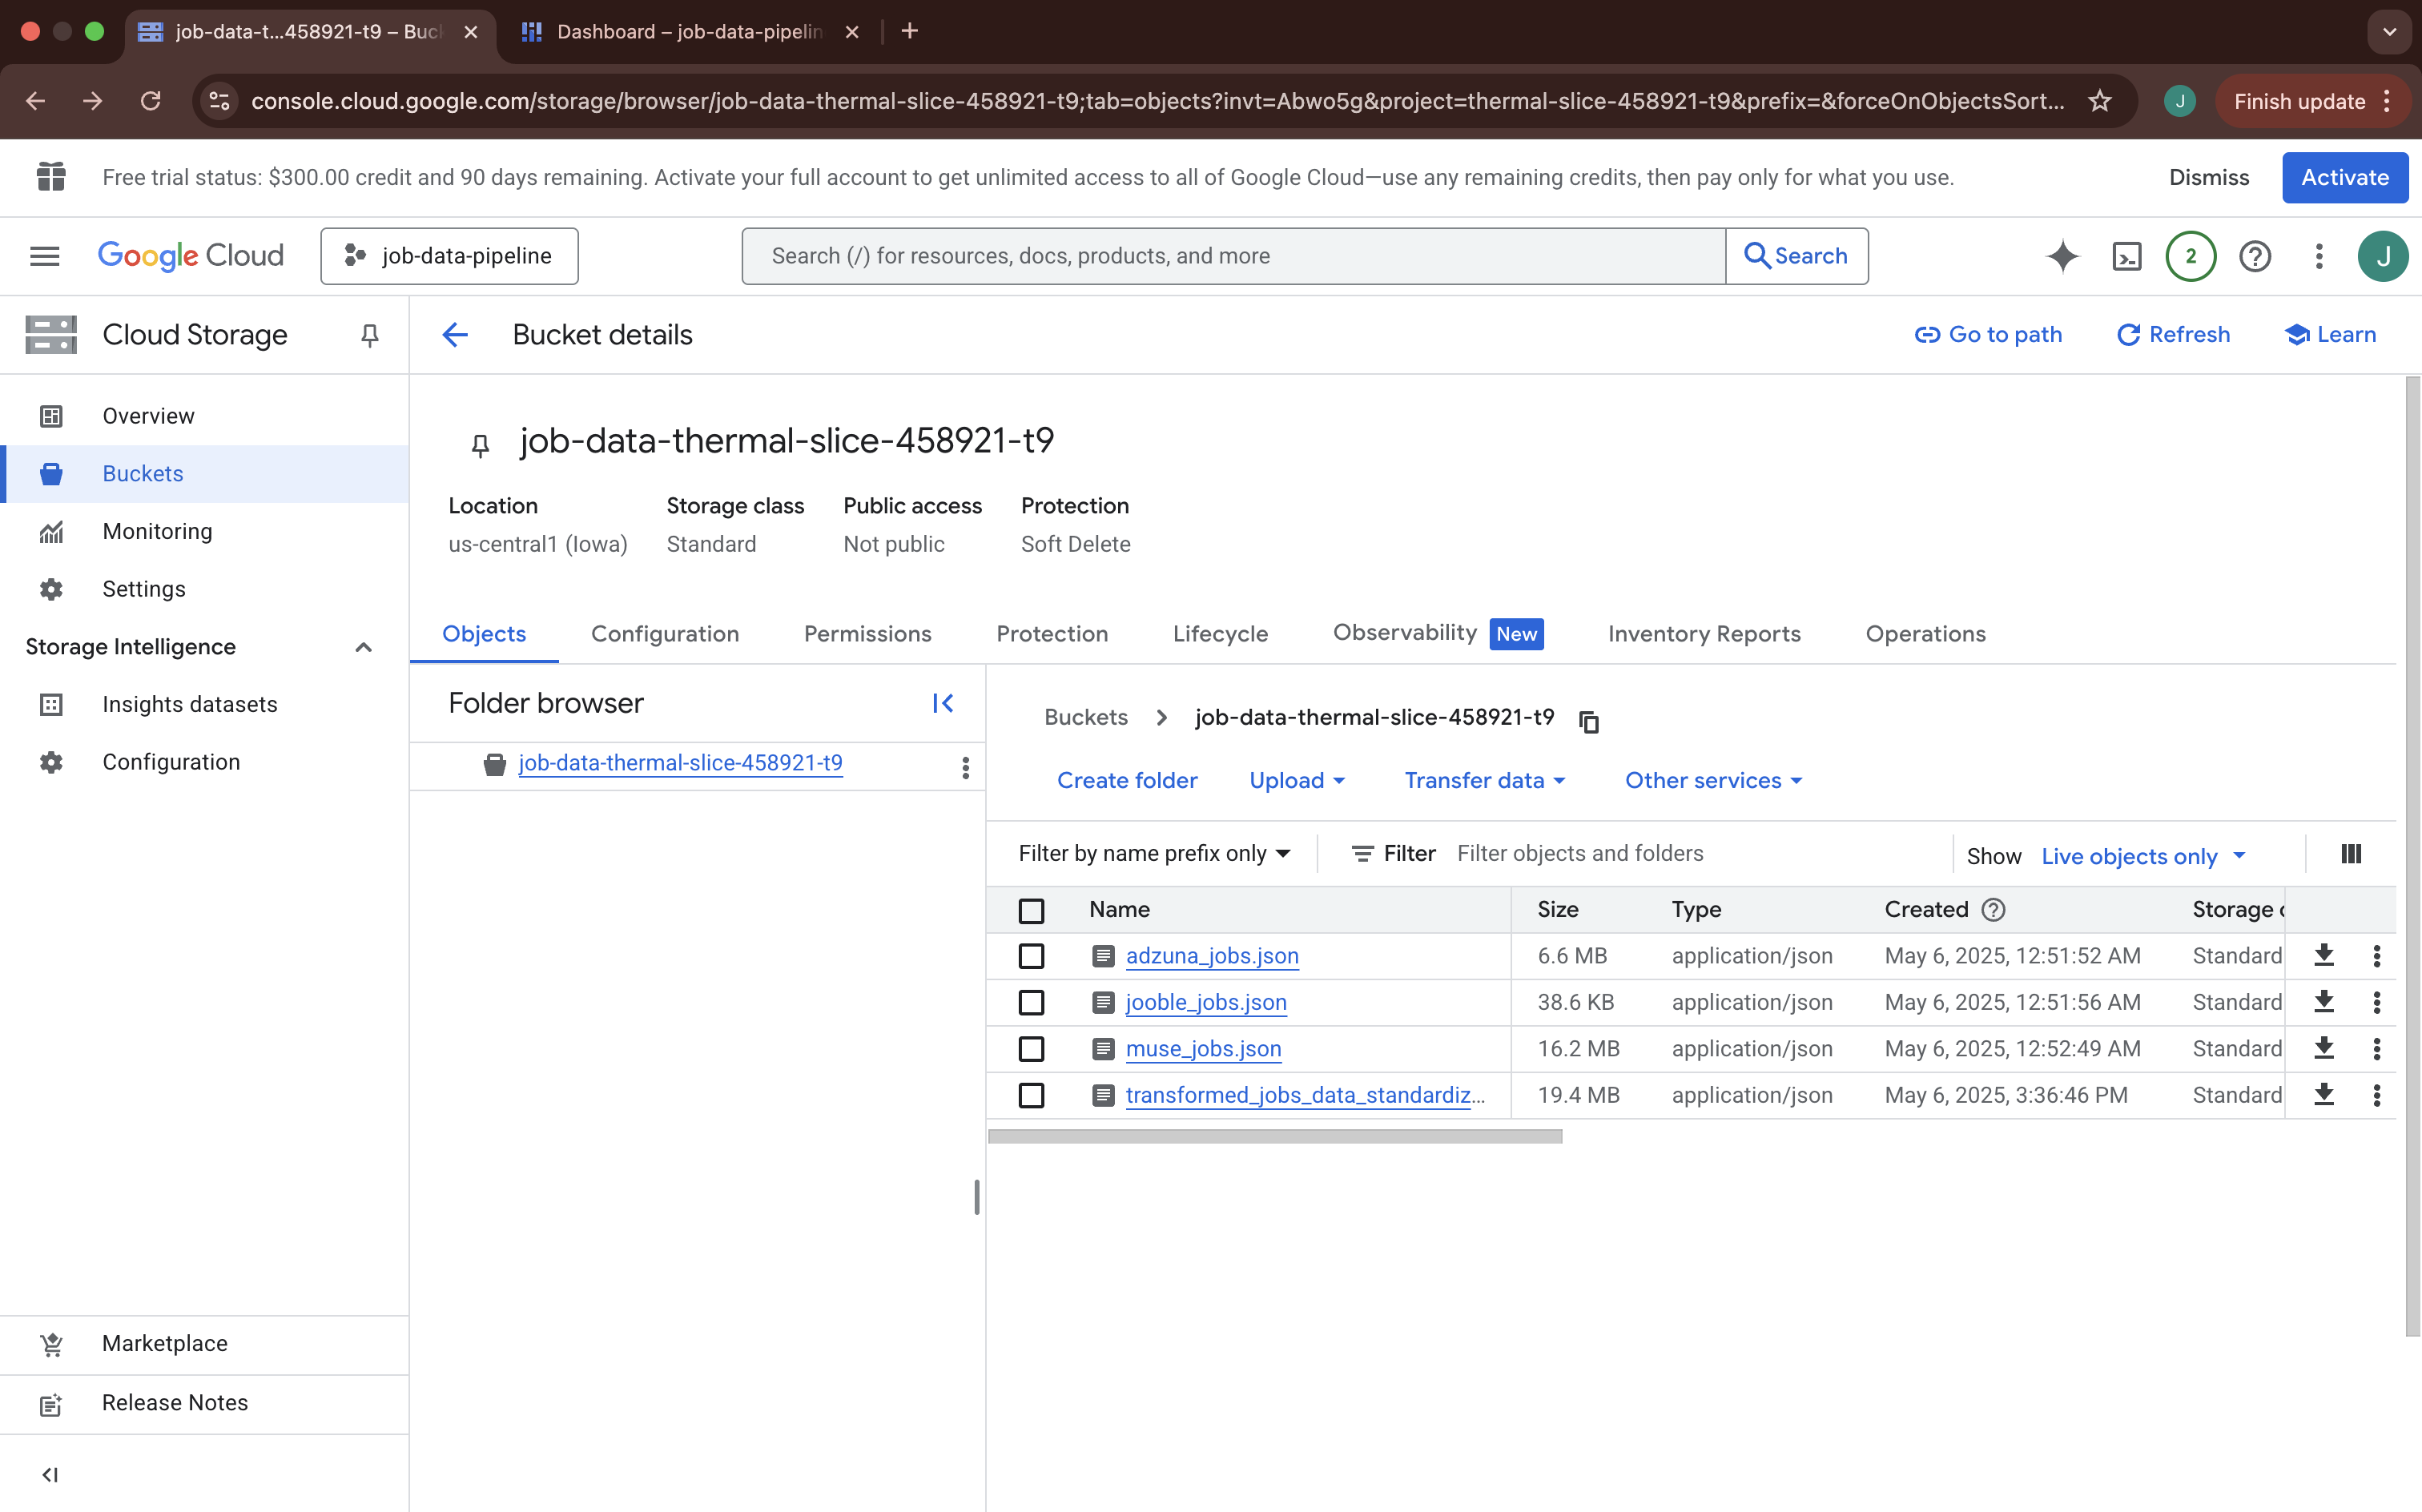 job-data-t...458921-t9 – Buc
Dashboard – job-data-pipelin
console.cloud.google.com/storage/browser/job-data-thermal-slice-458921-t9;tab=objects?invt=Abwo5g&project=thermal-slice-458921-t9&prefix=&forceOnObjectsSort...
J
Finish update
Free trial status: $300.00 credit and 90 days remaining. Activate your full account to get unlimited access to all of Google Cloud—use any remaining credits, then pay only for what you use.
Dismiss
Activate
Google Cloud
job-data-pipeline
Search (/) for resources, docs, products, and more
Search
2
J
Cloud Storage
Bucket details
Go to path
Refresh
Learn
Overview
Buckets
Monitoring
Settings
Storage Intelligence
Insights datasets
Configuration
Marketplace
Release Notes
job-data-thermal-slice-458921-t9
Location
Storage class
Public access
Protection
us-central1 (Iowa)
Standard
Not public
Soft Delete
Objects
Configuration
Permissions
Protection
Lifecycle
Observability
New
Inventory Reports
Operations
Folder browser
job-data-thermal-slice-458921-t9
Buckets
job-data-thermal-slice-458921-t9
Create folder
Upload
Transfer data
Other services
Filter by name prefix only
Filter
Filter objects and folders
Show
Live objects only
Name
Size
Type
Created
Storage
adzuna_jobs.json
6.6 MB
application/json
May 6, 2025, 12:51:52 AM
Standard
jooble_jobs.json
38.6 KB
application/json
May 6, 2025, 12:51:56 AM
Standard
muse_jobs.json
16.2 MB
application/json
May 6, 2025, 12:52:49 AM
Standard
transformed_jobs_data_standardiz...
19.4 MB
application/json
May 6, 2025, 3:36:46 PM
Standard